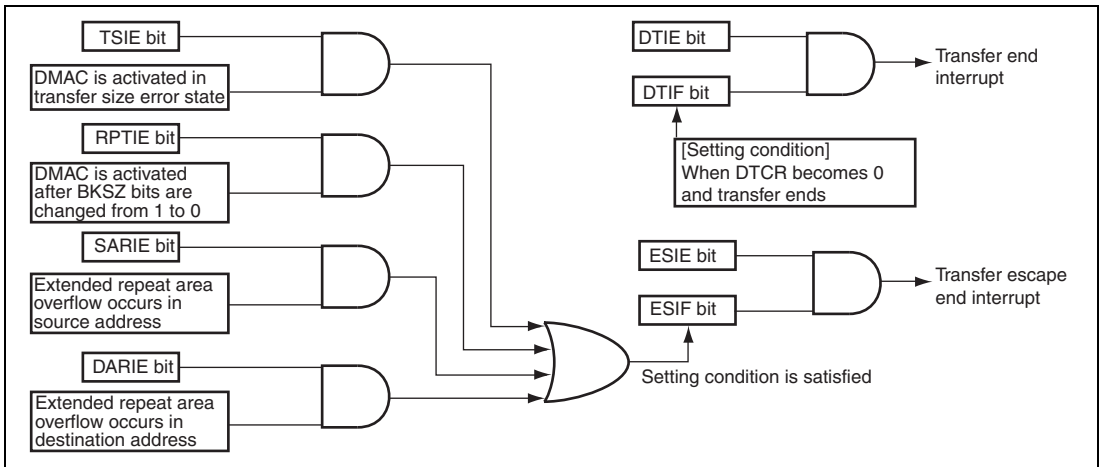 TSIE bit
DMAC is activated in
transfer size error state
RPTIE bit
DMAC is activated
after BKSZ bits are
changed from 1 to 0
SARIE bit
Extended repeat area
overflow occurs in
source address
DARIE bit
Extended repeat area
overflow occurs in
destination address
Setting condition is satisfied
DTIE bit
DTIF bit
[Setting condition]
When DTCR becomes 0
and transfer ends
Transfer end
interrupt
ESIE bit
ESIF bit
Transfer escape
end interrupt